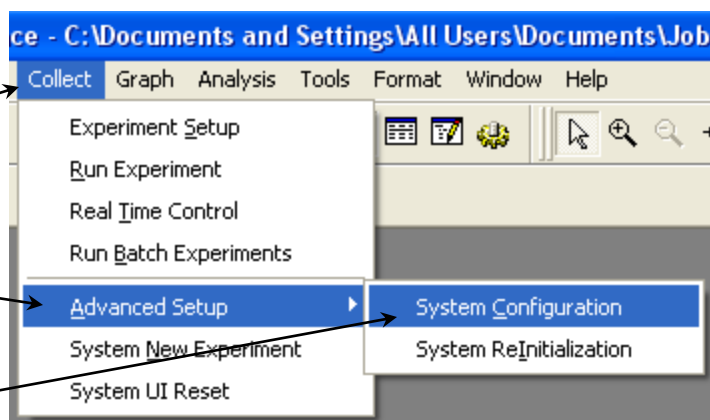 ce - C:\Documents and Settings\All Users\Documents\Job
Collect Graph Analysis Tools Format Window Help
Experiment Setup
Run Experiment
Real Time Control
Run Batch Experiments
Advanced Setup
System Configuration
System New Experiment
System ReInitialization
System UI Reset